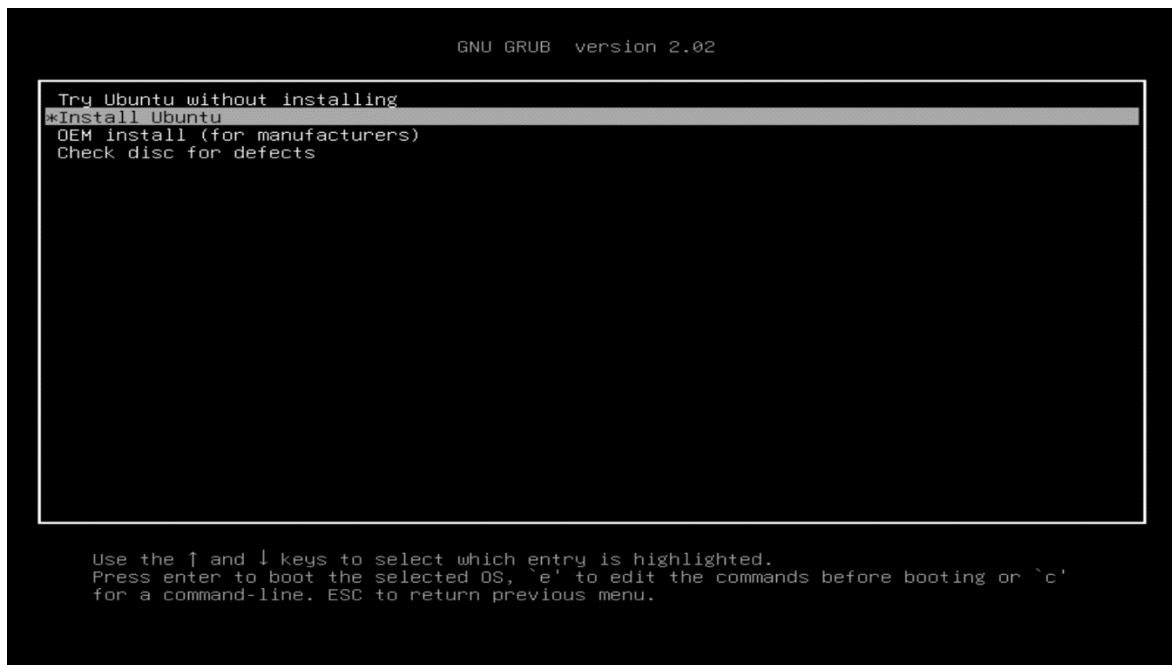 GNU GRUB  version 2.02
Try Ubuntu without installing
*Install Ubuntu
OEM install (for manufacturers)
Check disc for defects
Use the ↑ and ↓ keys to select which entry is highlighted.
Press enter to boot the selected OS, `e' to edit the commands before booting or `c'
for a command-line. ESC to return previous menu.